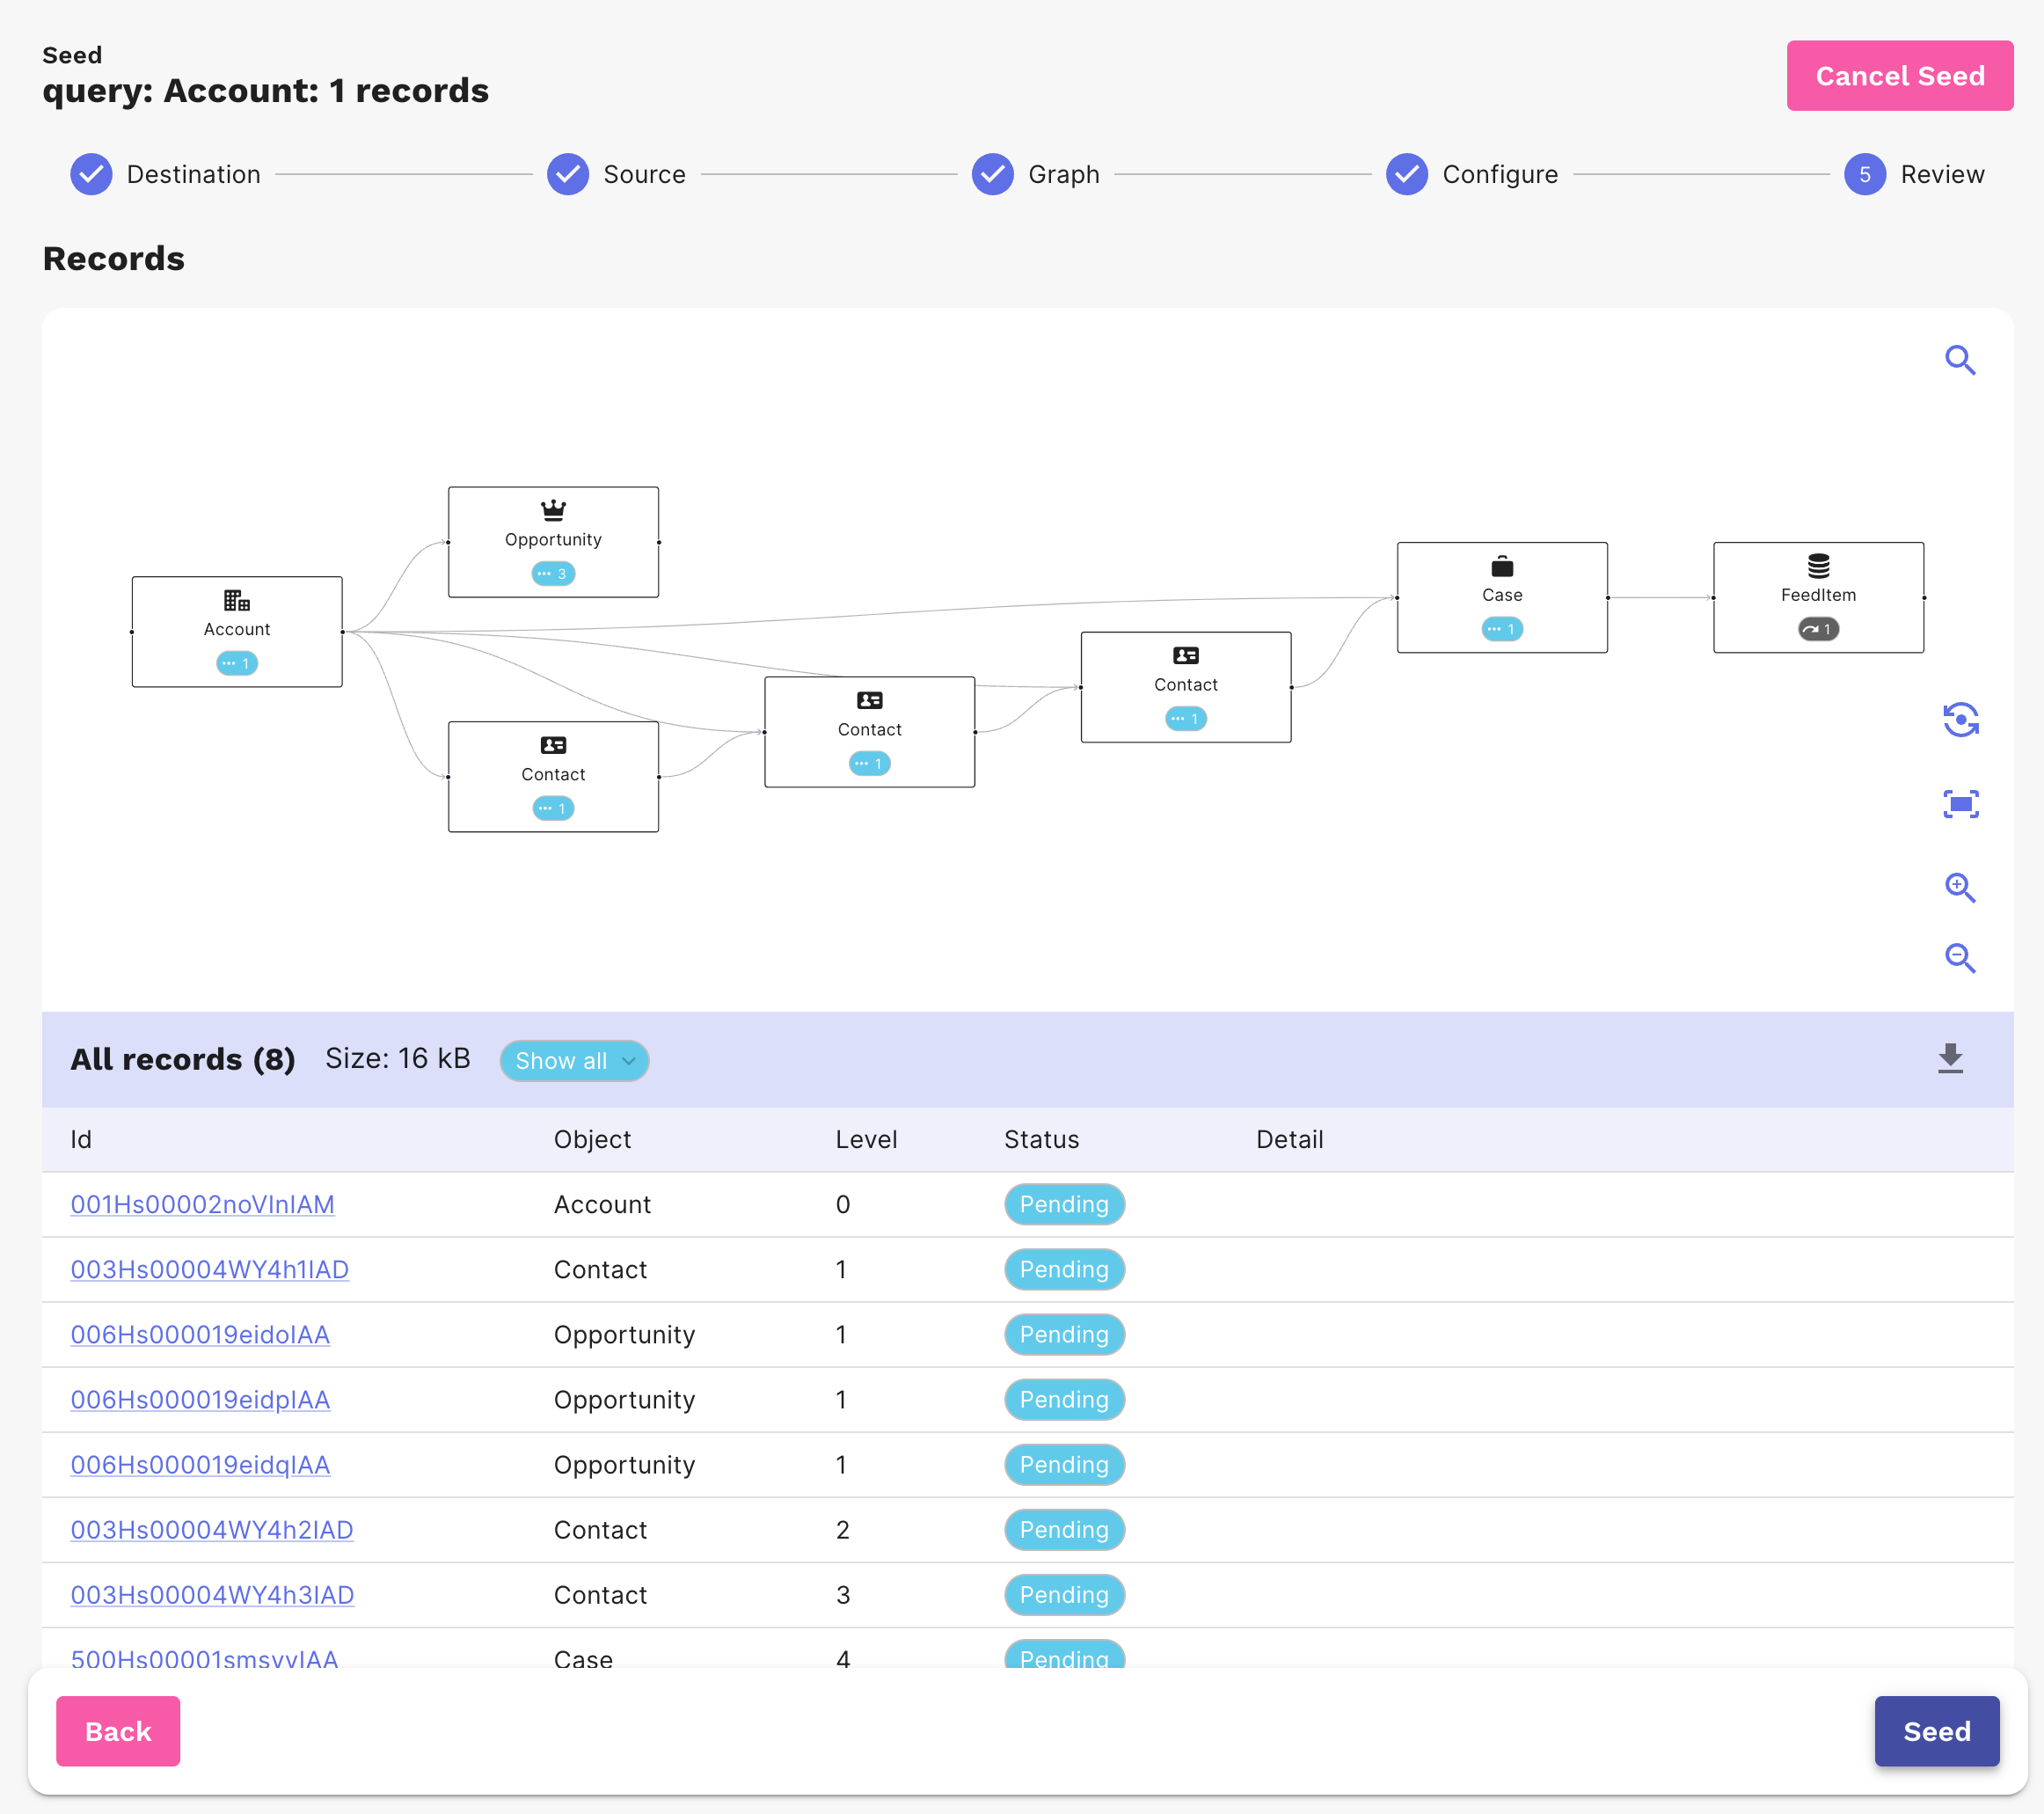 Seed
query: Account: 1 records
Cancel Seed
Destination
Source
Graph
Configure
5 Review
Records
Opportunity
3
Account
1
Case
1
FeedItem
1
Contact
1
Contact
1
Contact
1
All records (8) Size: 16 kB Show all
Id Object Level Status Detail
001Hs00002noVlnIAM Account 0 Pending
003Hs00004WY4h1IAD Contact 1 Pending
006Hs000019eidoIAA Opportunity 1 Pending
006Hs000019eidpIAA Opportunity 1 Pending
006Hs000019eidqIAA Opportunity 1 Pending
003Hs00004WY4h2IAD Contact 2 Pending
003Hs00004WY4h3IAD Contact 3 Pending
Case 4 Pending
Back
Seed